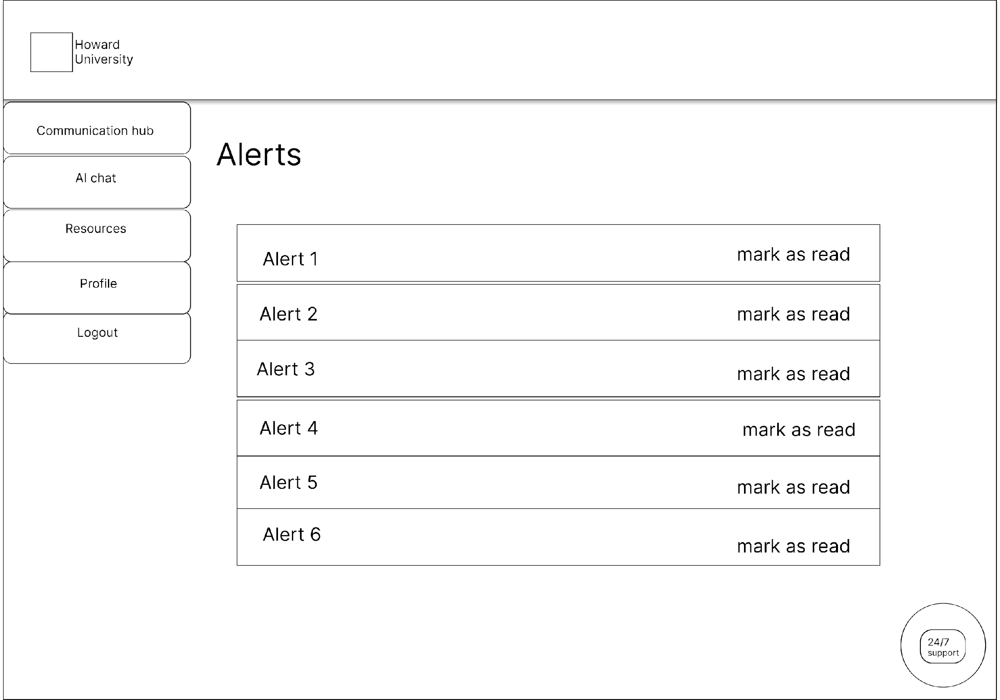 Howard
University
Communication hub
AI chat
Resources
Profile
Logout
Alerts
Alert 1 mark as read
Alert 2 mark as read
Alert 3 mark as read
Alert 4 mark as read
Alert 5 mark as read
Alert 6 mark as read
24/7
support